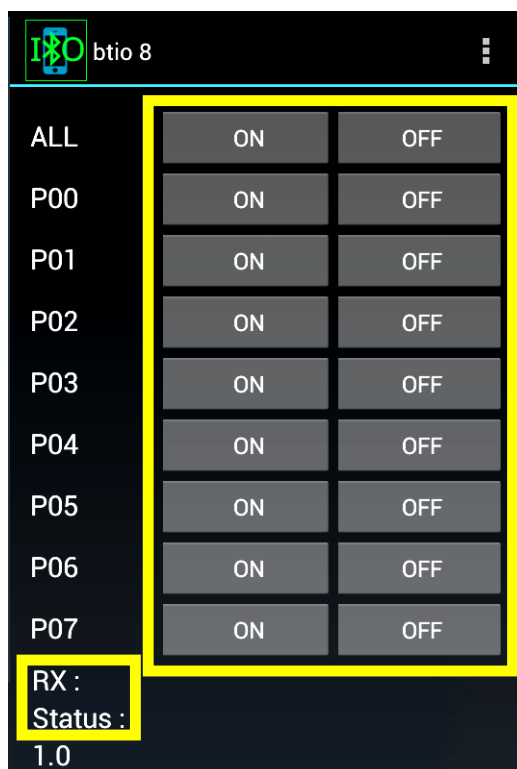 I O btio 8
ALL ON OFF
P00 ON OFF
P01 ON OFF
P02 ON OFF
P03 ON OFF
P04 ON OFF
P05 ON OFF
P06 ON OFF
P07 ON OFF
RX :
Status :
1.0